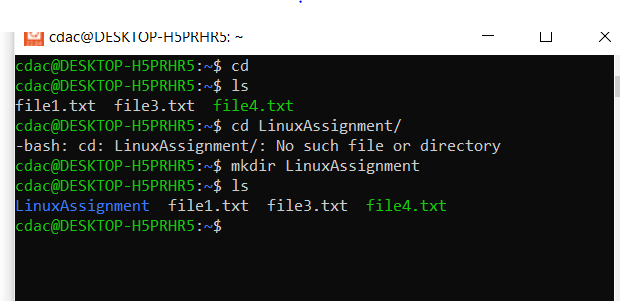 cdac@DESKTOP-H5PRHR5: ~
cdac@DESKTOP-H5PRHR5:~$ cd
cdac@DESKTOP-H5PRHR5:~$ ls
file1.txt  file3.txt  file4.txt
cdac@DESKTOP-H5PRHR5:~$ cd LinuxAssignment/
-bash: cd: LinuxAssignment/: No such file or directory
cdac@DESKTOP-H5PRHR5:~$ mkdir LinuxAssignment
cdac@DESKTOP-H5PRHR5:~$ ls
LinuxAssignment  file1.txt  file3.txt  file4.txt
cdac@DESKTOP-H5PRHR5:~$